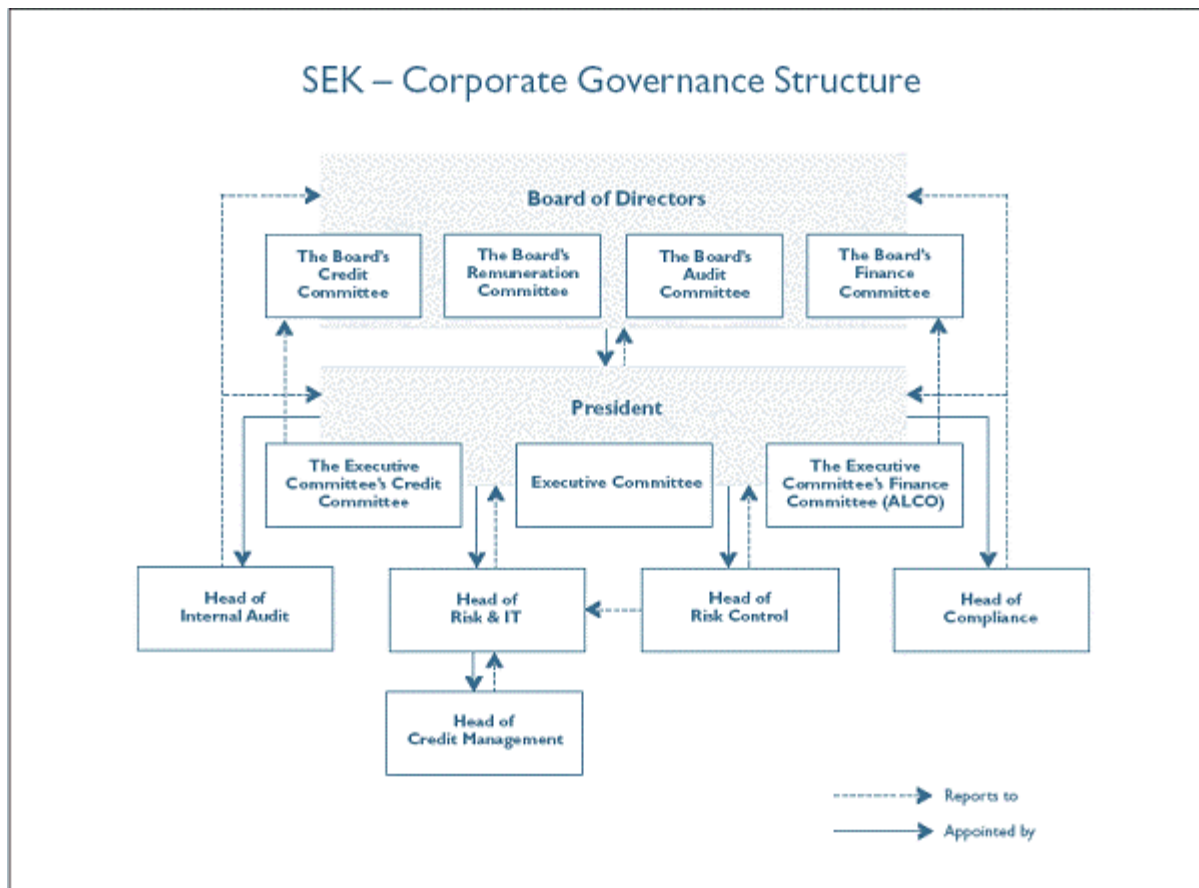 SEK – Corporate Governance Structure
Board of Directors
The Board's
Credit
Committee
The Board's
Remuneration
Committee
The Board's
Audit
Committee
The Board's
Finance
Committee
President
The Executive
Committee's Credit
Committee
Executive Committee
The Executive
Committee's Finance
Committee (ALCO)
Head of
Internal Audit
Head of
Risk & IT
Head of
Risk Control
Head of
Compliance
Head of
Credit Management
Reports to
Appointed by